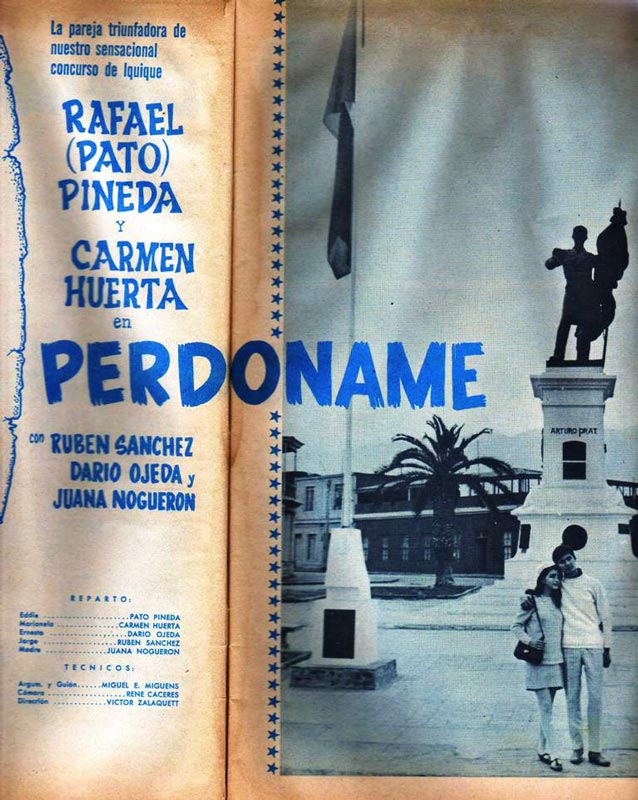 La pareja triunfadora de
nuestro sensacional
concurso de Iquique
RAFAEL
(PATO)
PINEDA
Y
CARMEN
HUERTA
en
PERDONAME
con RUBEN SANCHEZ
DARIO OJEDA y
JUANA NOGUERON
REPARTO:
Eddie ....................PATO PINEDA
Marianela ...............CARMEN HUERTA
Ernesto ..................DARIO OJEDA
Jorge ...................RUBEN SANCHEZ
Madre ................JUANA NOGUERON
TECNICOS:
Argum. y Guión......MIGUEL E. MIGUENS
Cámara ....................RENE CACERES
Dirección .............VICTOR ZALAQUETT
ARTURO PRAT